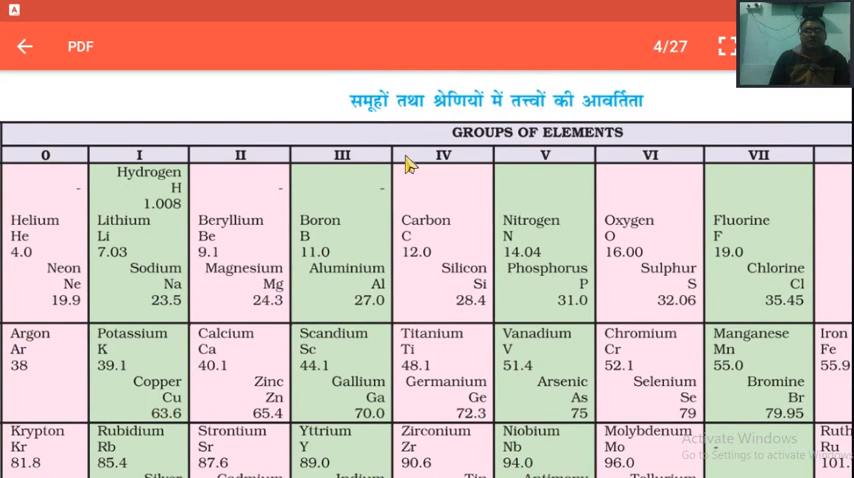 A
PDF
4/27
समूहों तथा श्रेणियों में तत्त्वों की आवर्तिता
GROUPS OF ELEMENTS
0 I II III IV V VI VII
Hydrogen
- H - -
1.008
Helium Lithium Beryllium Boron Carbon Nitrogen Oxygen Fluorine
He Li Be B C N O F
4.0 7.03 9.1 11.0 12.0 14.04 16.00 19.0
Neon Sodium Magnesium Aluminium Silicon Phosphorus Sulphur Chlorine
Ne Na Mg Al Si P S Cl
19.9 23.5 24.3 27.0 28.4 31.0 32.06 35.45
Argon Potassium Calcium Scandium Titanium Vanadium Chromium Manganese Iron
Ar K Ca Sc Ti V Cr Mn Fe
38 39.1 40.1 44.1 48.1 51.4 52.1 55.0 55.9
Copper Zinc Gallium Germanium Arsenic Selenium Bromine
Cu Zn Ga Ge As Se Br
63.6 65.4 70.0 72.3 75 79 79.95
Krypton Rubidium Strontium Yttrium Zirconium Niobium Molybdenum Ruth
Kr Rb Sr Y Zr Nb Mo - Ru
81.8 85.4 87.6 89.0 90.6 94.0 96.0 101.
Silver Cadmium Indium Tin Antimony Tellurium
Activate Windows
Go to Settings to activate Windows